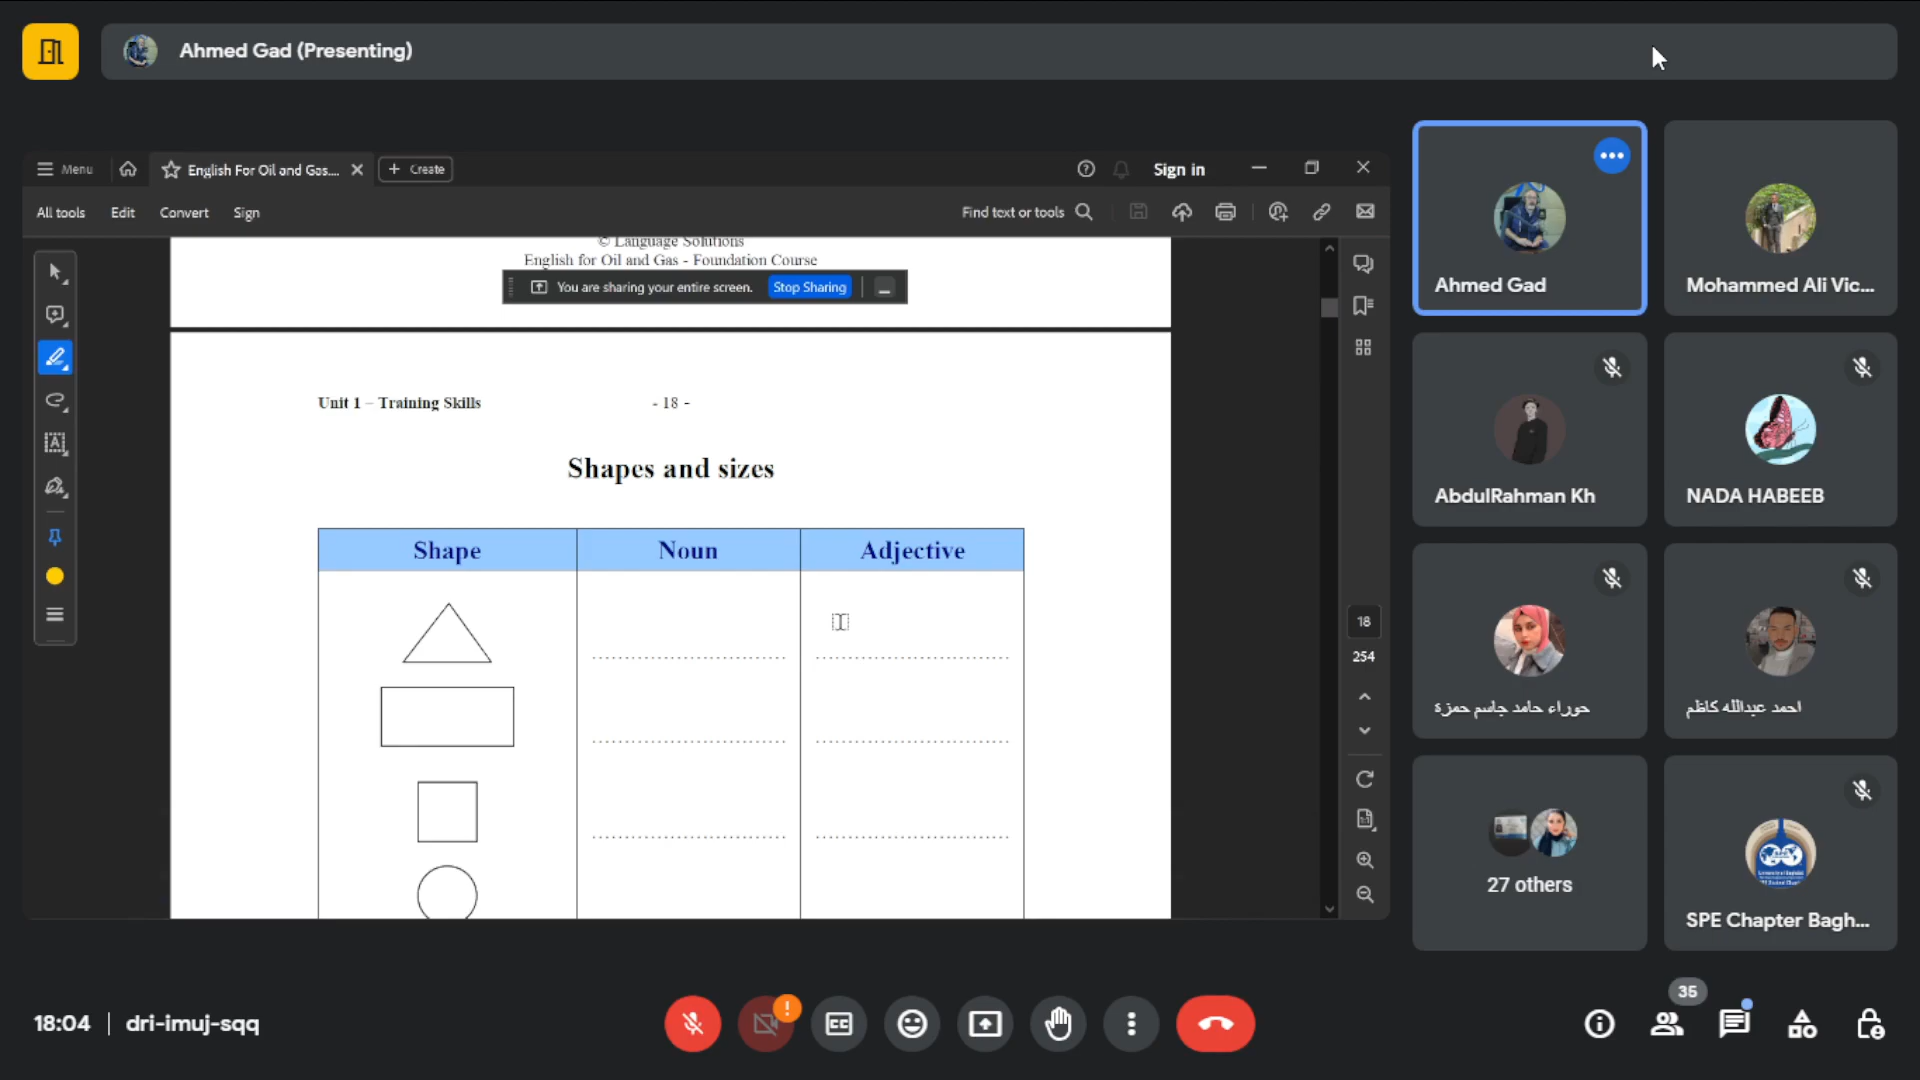 Ahmed Gad (Presenting)
Menu
English For Oil and Gas....
Create
Sign in
All tools
Edit
Convert
Sign
Find text or tools
© Language Solutions
English for Oil and Gas - Foundation Course
You are sharing your entire screen.
Stop Sharing
Unit 1 – Training Skills
- 18 -
Shapes and sizes
Shape
Noun
Adjective
18
254
Ahmed Gad
Mohammed Ali Vic...
AbdulRahman Kh
NADA HABEEB
حوراء حامد جاسم حمزة
احمد عبدالله كاظم
27 others
SPE Chapter Bagh...
18:04
dri-imuj-sqq
35